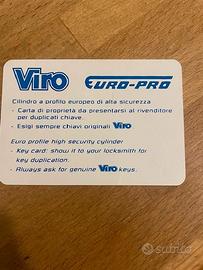 Viro EURO-PRO
Cilindro a profilo europeo di alta sicurezza
- Carta di proprietà da presentarsi al rivenditore
per duplicati chiave.
- Esigi sempre chiavi originali Viro
Euro profile high security cylinder
- Key card: show it to your locksmith for
key duplication.
- Always ask for genuine Viro keys.
subito